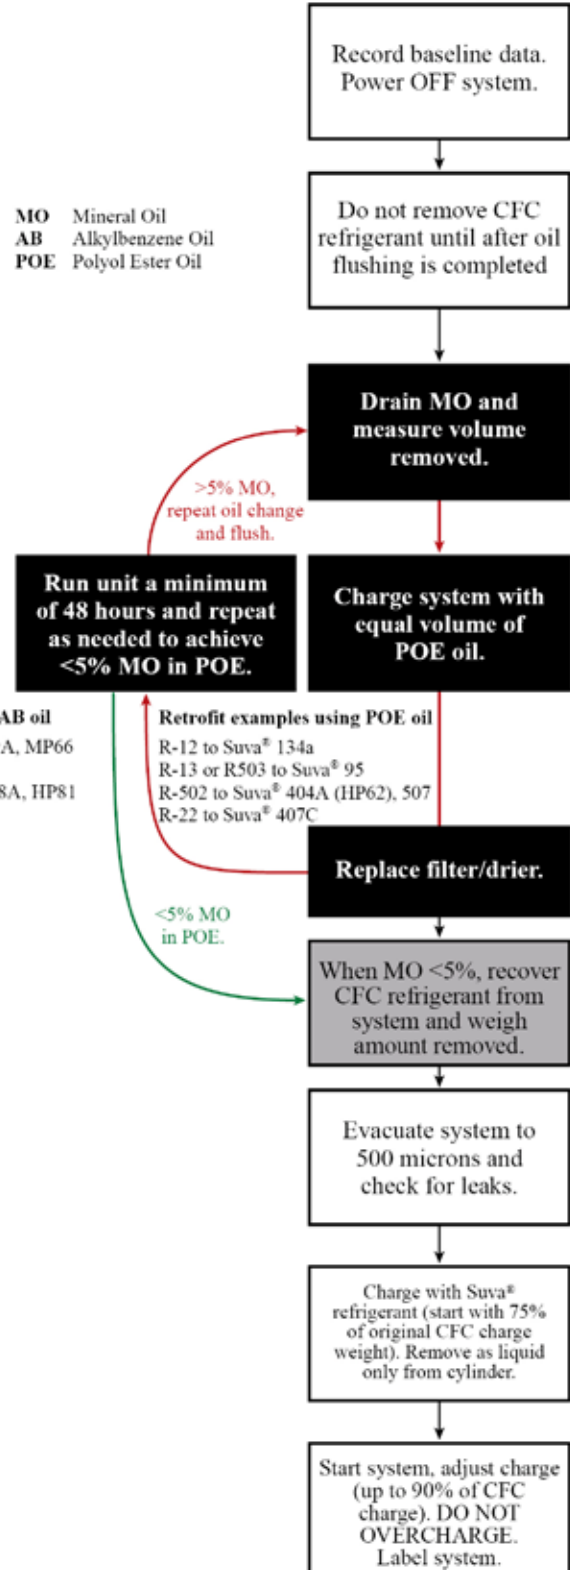 Record baseline data.
Power OFF system.
MO Mineral Oil
AB Alkylbenzene Oil
POE Polyol Ester Oil
Do not remove CFC
refrigerant until after oil
flushing is completed
Drain MO and
measure volume
removed.
>5% MO,
repeat oil change
and flush.
Run unit a minimum
of 48 hours and repeat
as needed to achieve
<5% MO in POE.
Charge system with
equal volume of
POE oil.
AB oil
A, MP66
8A, HP81
Retrofit examples using POE oil
R-12 to Suva® 134a
R-13 or R503 to Suva® 95
R-502 to Suva® 404A (HP62), 507
R-22 to Suva® 407C
Replace filter/drier.
<5% MO
in POE.
When MO <5%, recover
CFC refrigerant from
system and weigh
amount removed.
Evacuate system to
500 microns and
check for leaks.
Charge with Suva®
refrigerant (start with 75%
of original CFC charge
weight). Remove as liquid
only from cylinder.
Start system, adjust charge
(up to 90% of CFC
charge). DO NOT
OVERCHARGE.
Label system.